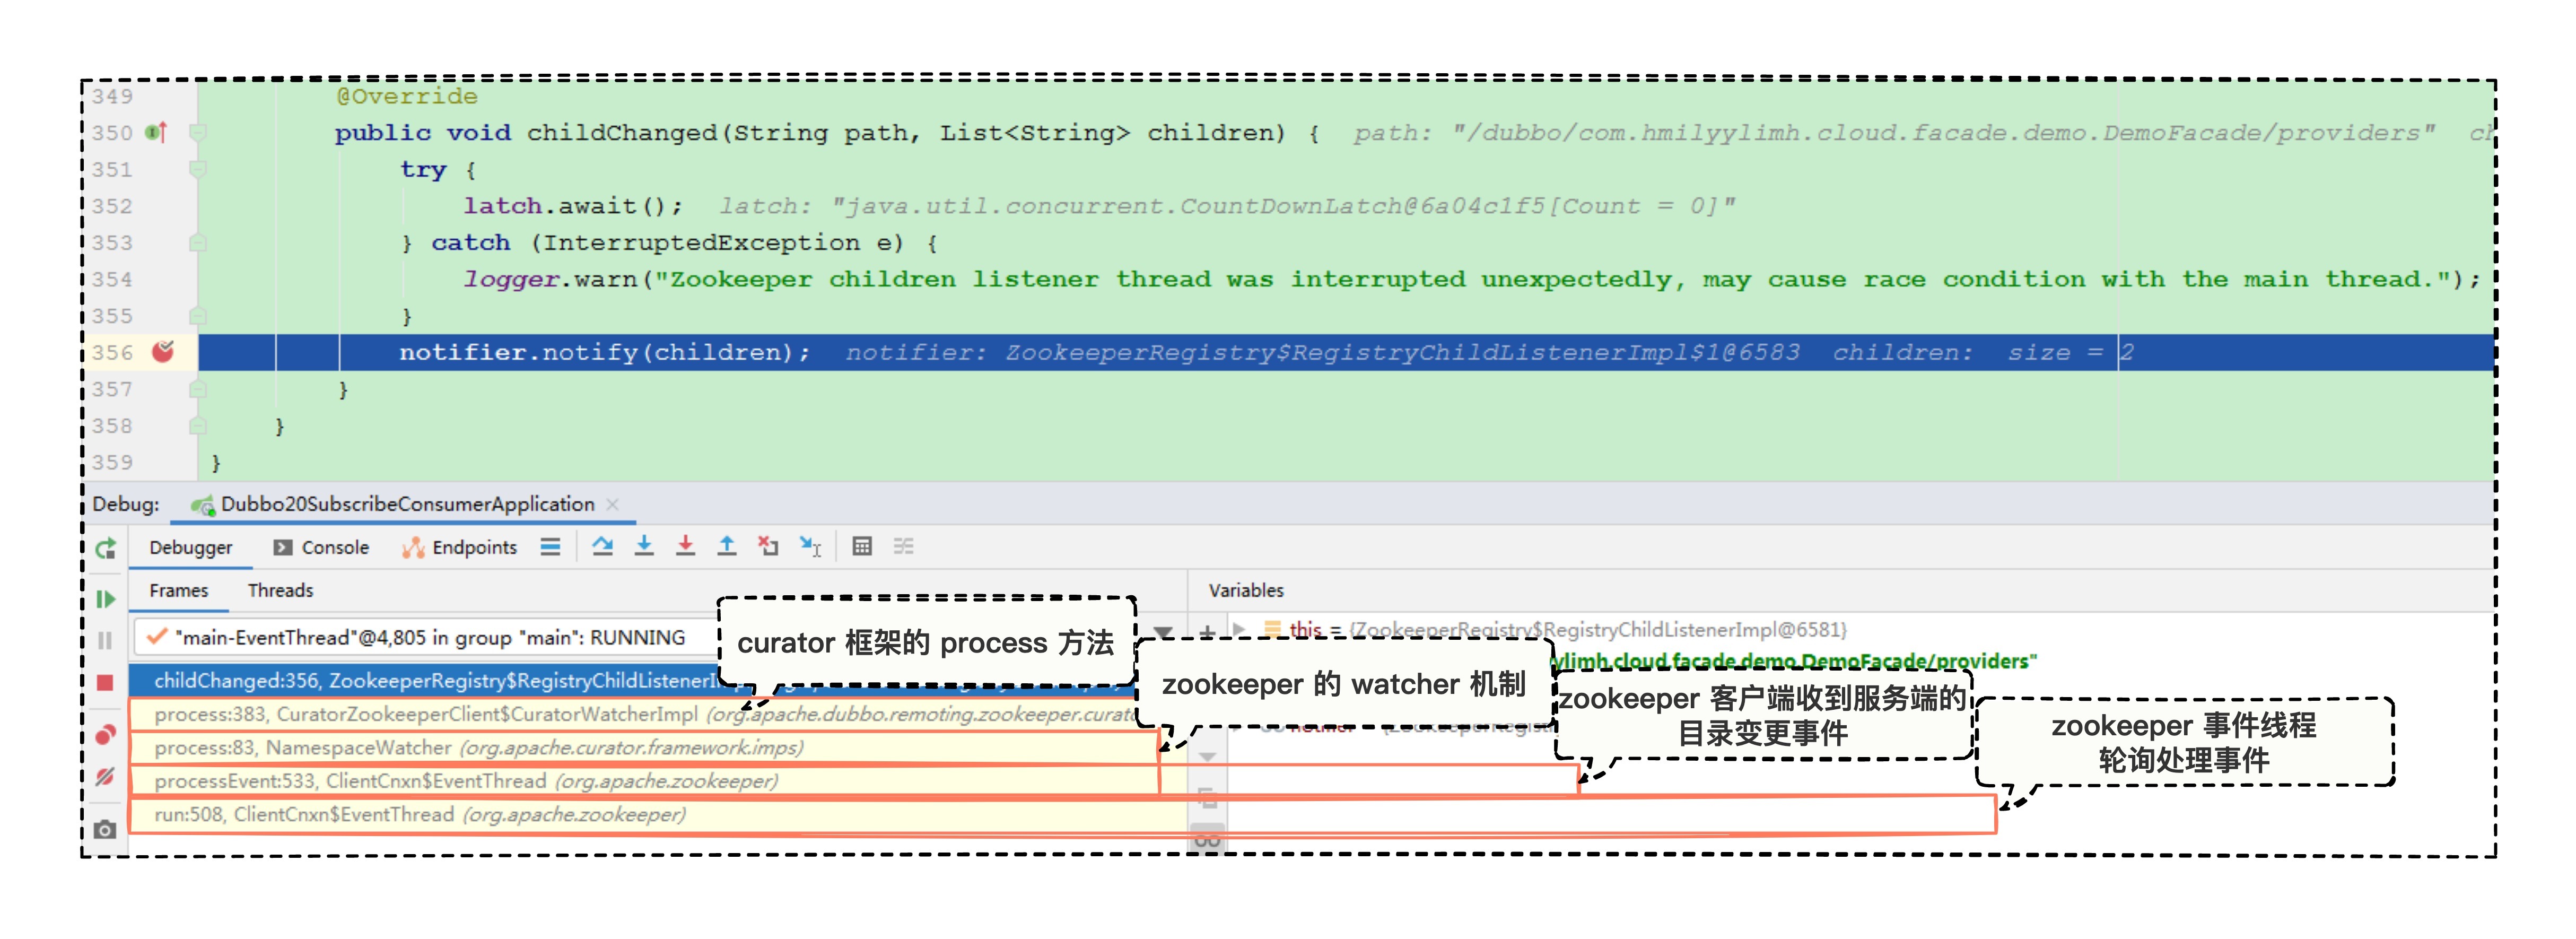 349 @Override
350 public void childChanged(String path, List<String> children) { path: "/dubbo/com.hmilyylimh.cloud.facade.demo.DemoFacade/providers" ch
351 try {
352 latch.await(); latch: "java.util.concurrent.CountDownLatch@6a04c1f5[Count = 0]"
353 } catch (InterruptedException e) {
354 logger.warn("Zookeeper children listener thread was interrupted unexpectedly, may cause race condition with the main thread.");
355 }
356 notifier.notify(children); notifier: ZookeeperRegistry$RegistryChildListenerImpl$1@6583 children: size = 2
357 }
358 }
359 }
Debug: Dubbo20SubscribeConsumerApplication
Debugger Console Endpoints
Frames Threads Variables
"main-EventThread"@4,805 in group "main": RUNNING
this = {ZookeeperRegistry$RegistryChildListenerImpl@6581}
curator 框架的 process 方法
zookeeper 的 watcher 机制
zookeeper 客户端收到服务端的
目录变更事件
zookeeper 事件线程
轮询处理事件
ylimh.cloud.facade.demo.DemoFacade/providers"
childChanged:356, ZookeeperRegistry$RegistryChildListenerI
process:383, CuratorZookeeperClient$CuratorWatcherImpl (org.apache.dubbo.remoting.zookeeper.curato
process:83, NamespaceWatcher (org.apache.curator.framework.imps)
processEvent:533, ClientCnxn$EventThread (org.apache.zookeeper)
run:508, ClientCnxn$EventThread (org.apache.zookeeper)